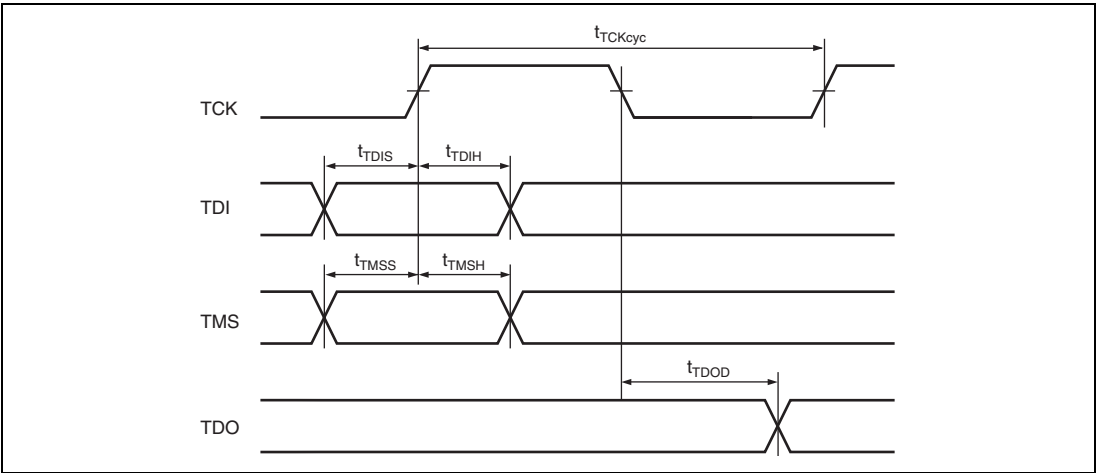 tTCKcyc
TCK
tTDIS tTDIH
TDI
tTMSS tTMSH
TMS
tTDOD
TDO